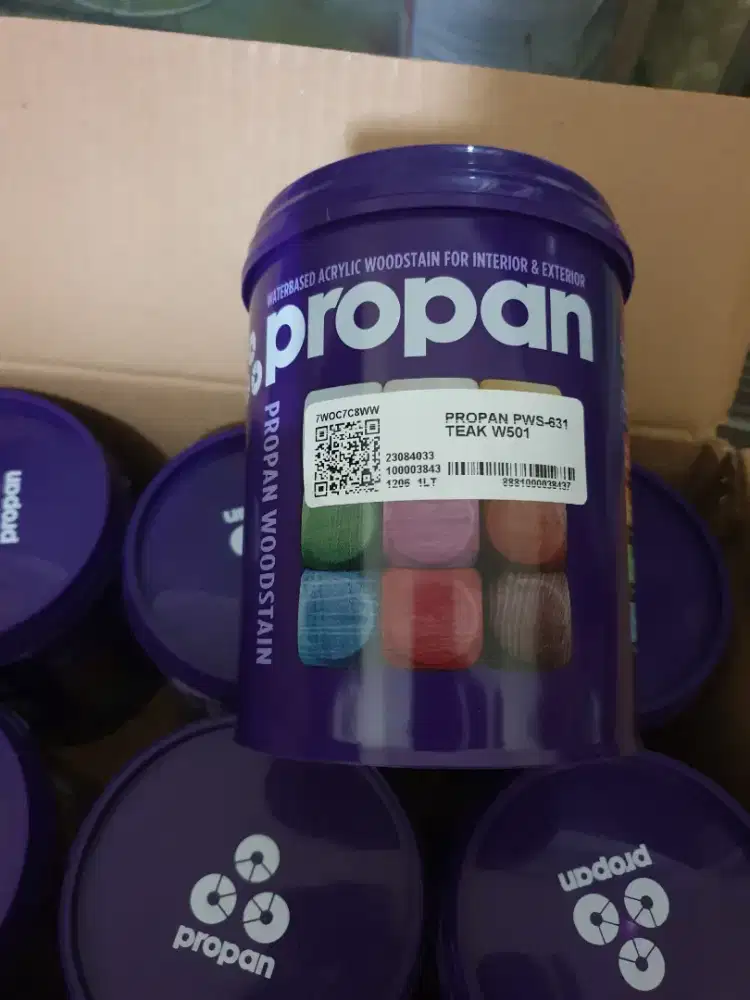 WATERBASED ACRYLIC WOODSTAIN FOR INTERIOR & EXTERIOR
propan
PROPAN WOODSTAIN
7WOC7C8WW
PROPAN PWS-631
TEAK W501
23084033
100003843
1206 1LT
8881000038437
propan
propan
propan